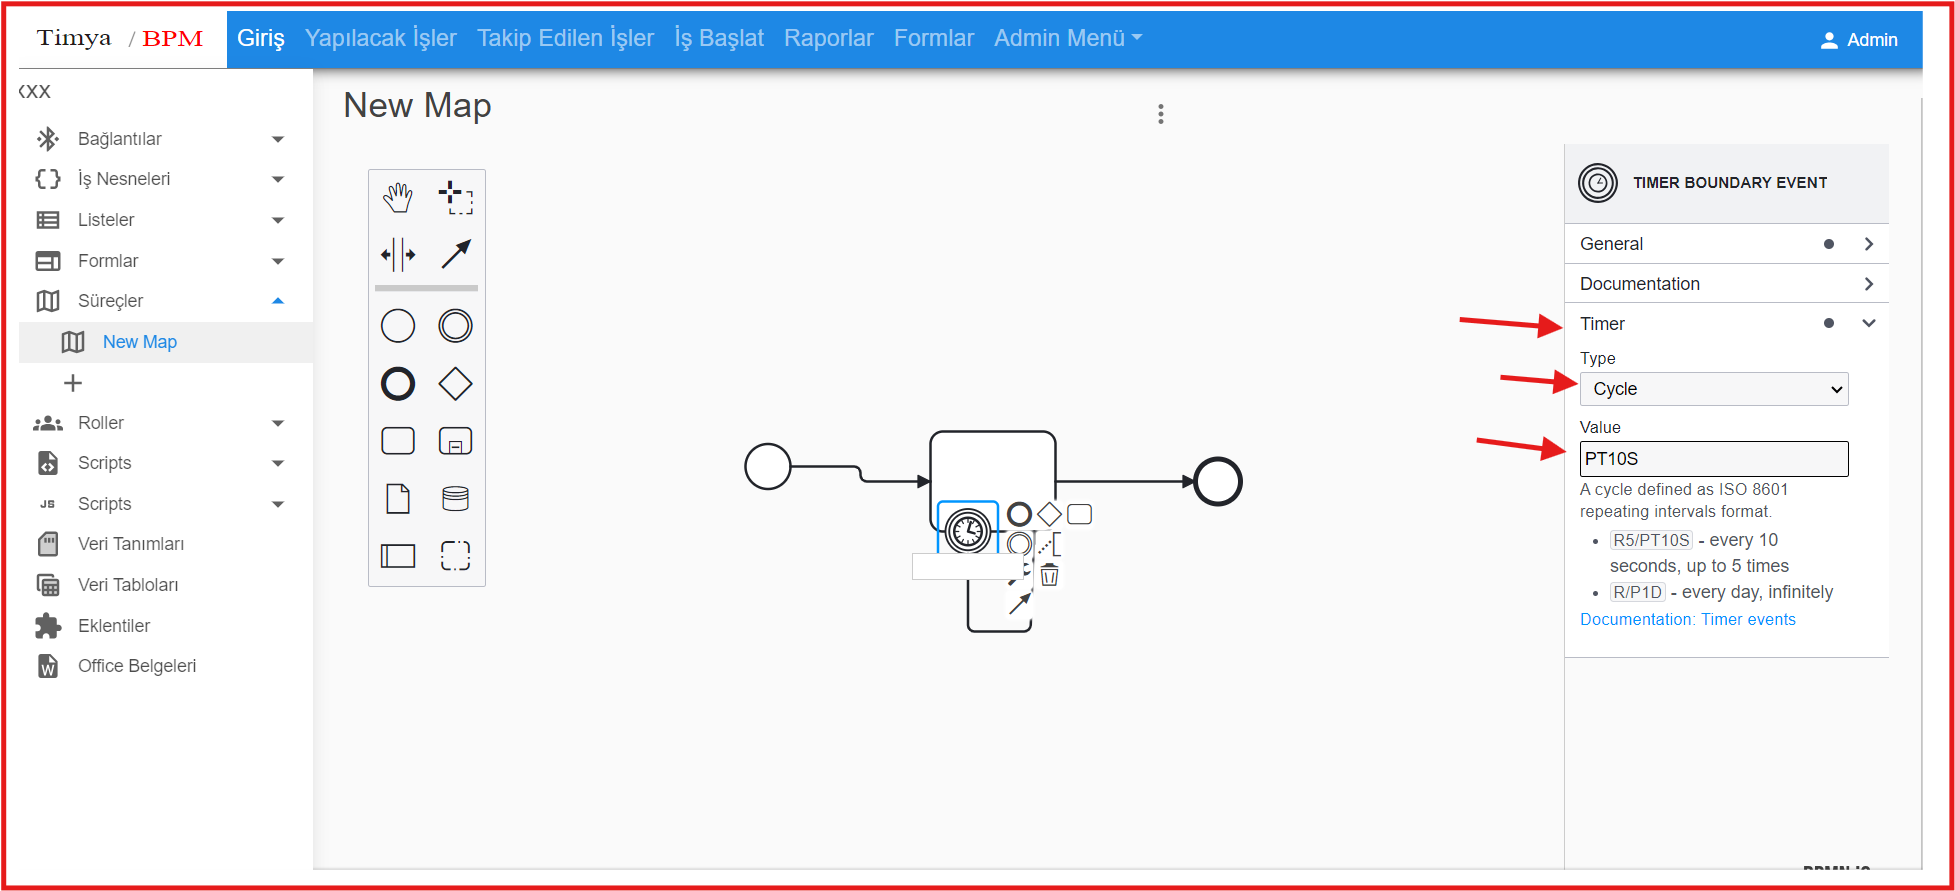 Timya / BPM
Giriş Yapılacak İşler Takip Edilen İşler İş Başlat Raporlar Formlar Admin Menü
Admin
XXX
Bağlantılar
İş Nesneleri
Listeler
Formlar
Süreçler
New Map
Roller
Scripts
JS Scripts
Veri Tanımları
Veri Tabloları
Eklentiler
W Office Belgeleri
New Map
TIMER BOUNDARY EVENT
General
Documentation
Timer
Type
Cycle
Value
PT10S
A cycle defined as ISO 8601
repeating intervals format.
R5/PT10S - every 10
seconds, up to 5 times
R/P1D - every day, infinitely
Documentation: Timer events